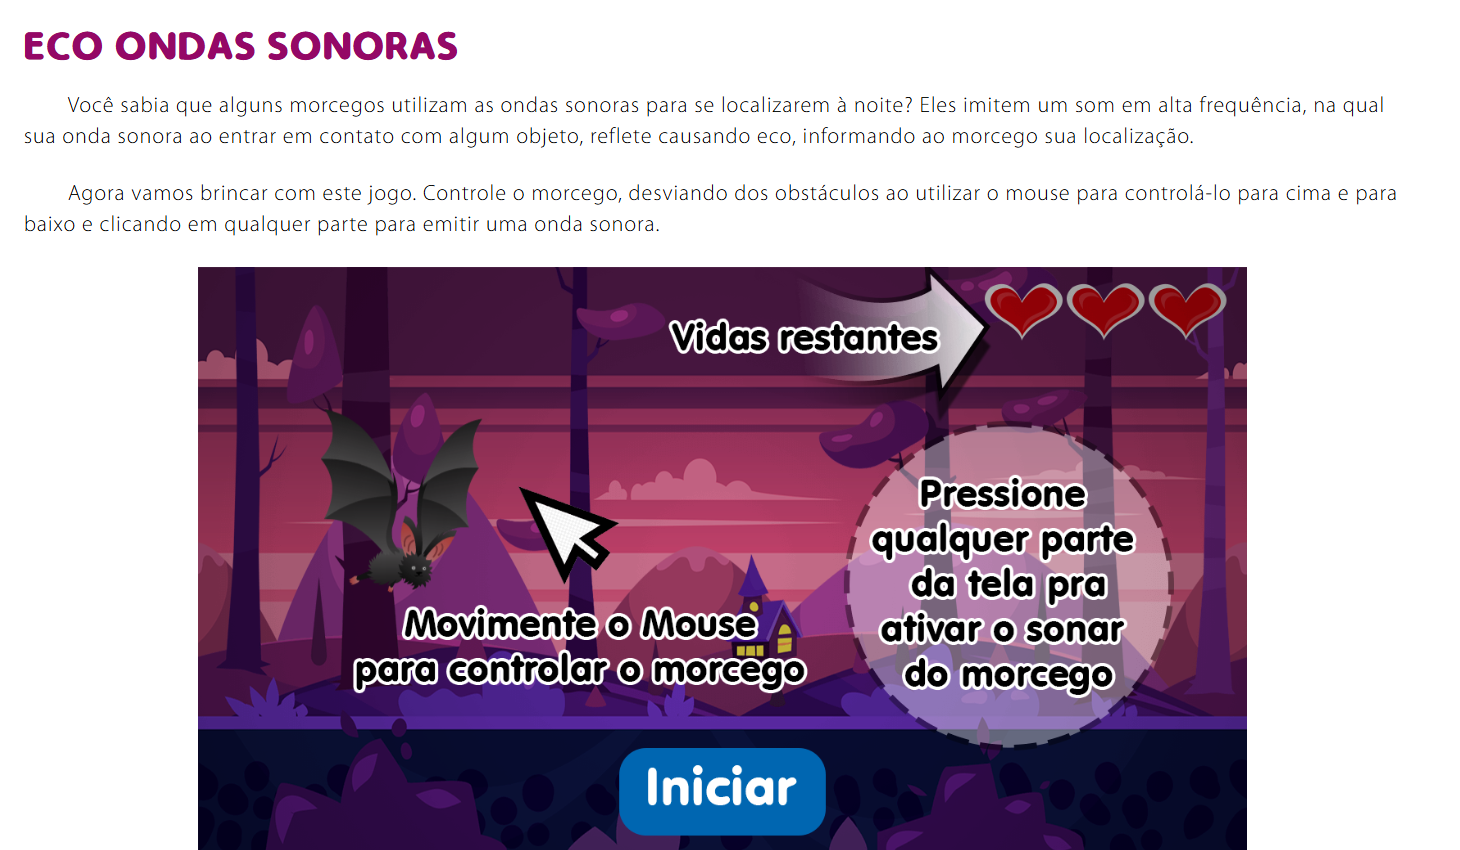 ECO ONDAS SONORAS
Você sabia que alguns morcegos utilizam as ondas sonoras para se localizarem à noite? Eles imitem um som em alta frequência, na qual
sua onda sonora ao entrar em contato com algum objeto, reflete causando eco, informando ao morcego sua localização.
Agora vamos brincar com este jogo. Controle o morcego, desviando dos obstáculos ao utilizar o mouse para controlá-lo para cima e para
baixo e clicando em qualquer parte para emitir uma onda sonora.
Vidas restantes
Pressione
qualquer parte
da tela pra
ativar o sonar
do morcego
Movimente o Mouse
para controlar o morcego
Iniciar